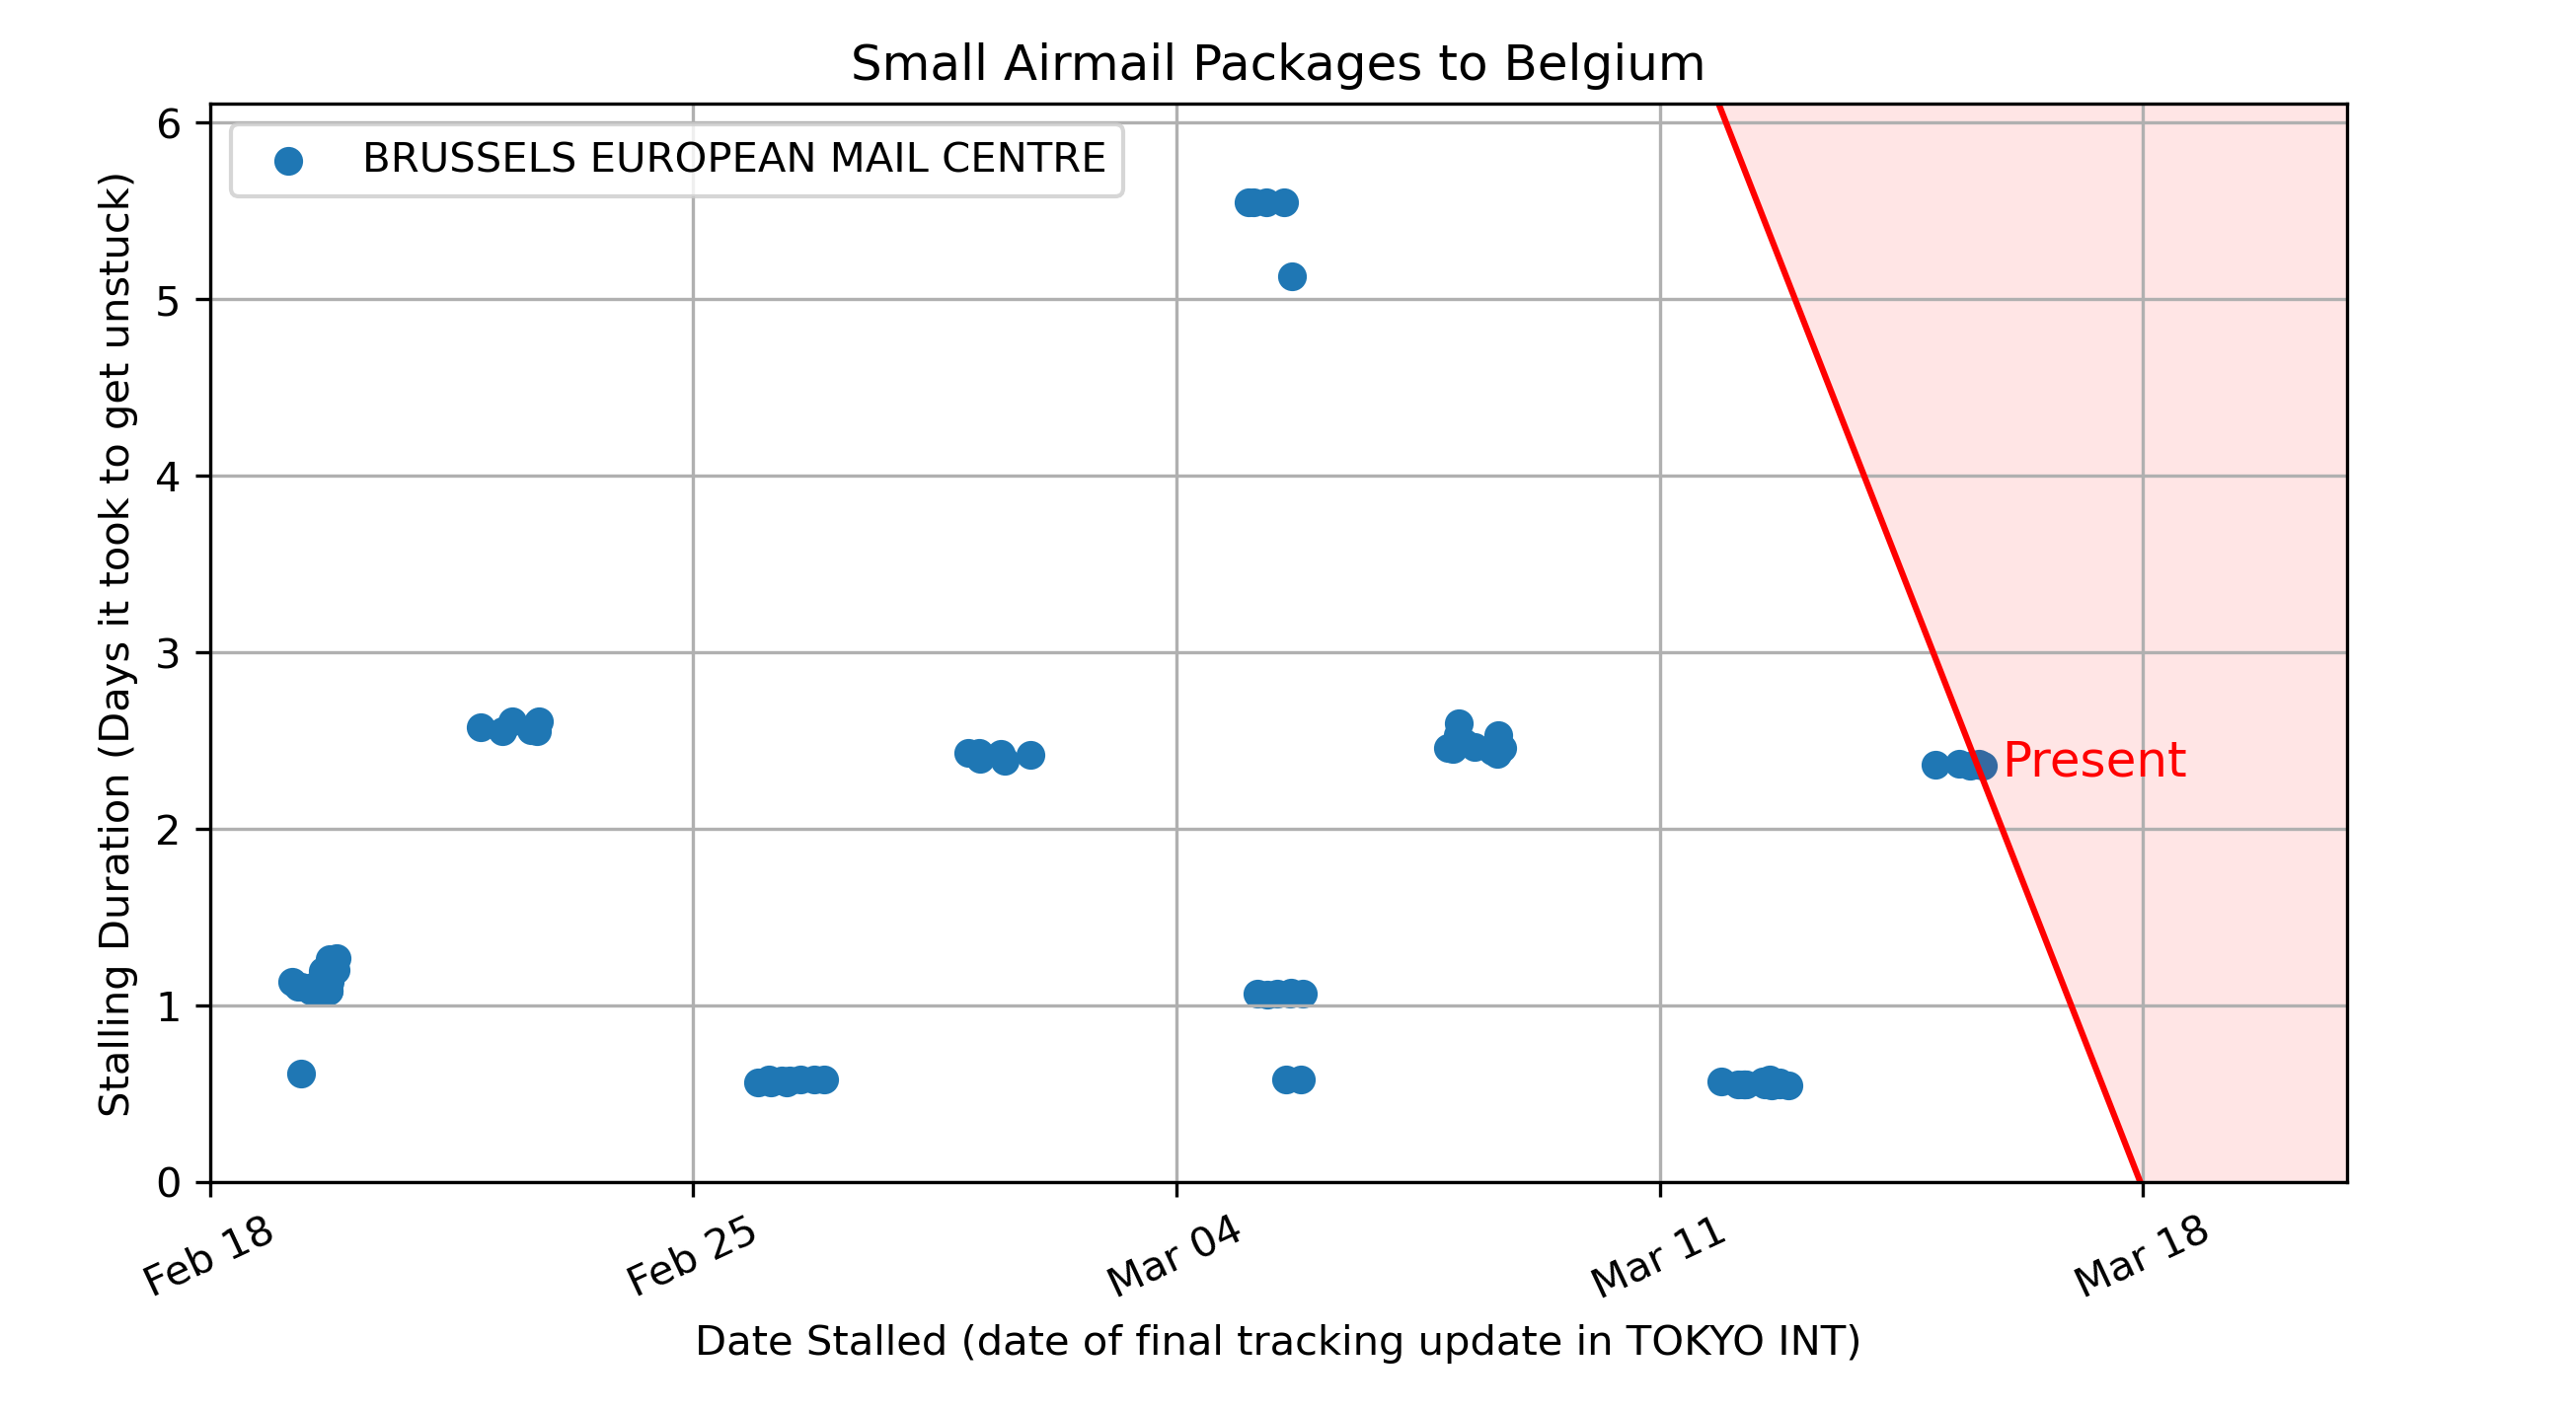 Small Airmail Packages to Belgium
BRUSSELS EUROPEAN MAIL CENTRE
Stalling Duration (Days it took to get unstuck)
6
5
4
3
2
1
0
Present
Feb 18
Feb 25
Mar 04
Mar 11
Mar 18
Date Stalled (date of final tracking update in TOKYO INT)